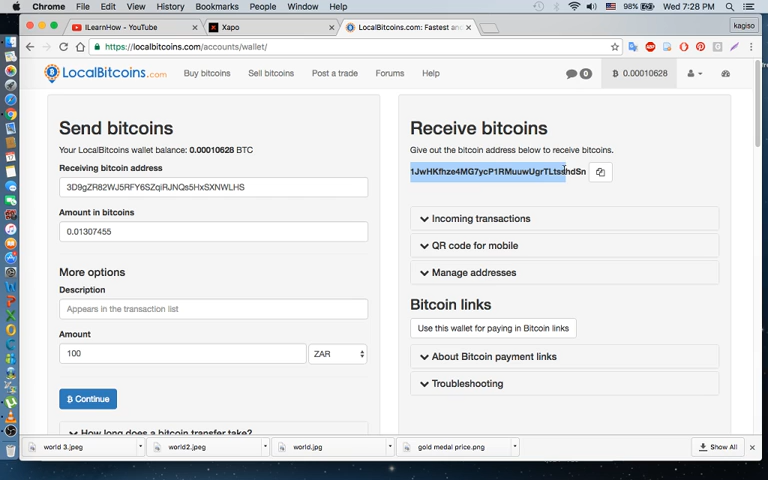 Chrome File Edit View History Bookmarks People Window Help 98% Wed 7:28 PM
ILearnHow - YouTube
Xapo
LocalBitcoins.com: Fastest an
kagiso
https://localbitcoins.com/accounts/wallet/
LocalBitcoins.com Buy bitcoins Sell bitcoins Post a trade Forums Help 0 0.00010628
Send bitcoins
Your LocalBitcoins wallet balance: 0.00010628 BTC
Receiving bitcoin address
3D9gZR82WJ5RFY6SZqiRJNQs5HxSXNWLHS
Amount in bitcoins
0.01307455
More options
Description
Appears in the transaction list
Amount
100 ZAR
Continue
How long does a bitcoin transfer take?
Receive bitcoins
Give out the bitcoin address below to receive bitcoins.
1JwHKfhze4MG7ycP1RMuuwUgrTLtsshdSn
Incoming transactions
QR code for mobile
Manage addresses
Bitcoin links
Use this wallet for paying in Bitcoin links
About Bitcoin payment links
Troubleshooting
world 3.jpeg
world2.jpeg
world.jpg
gold medal price.png
Show All